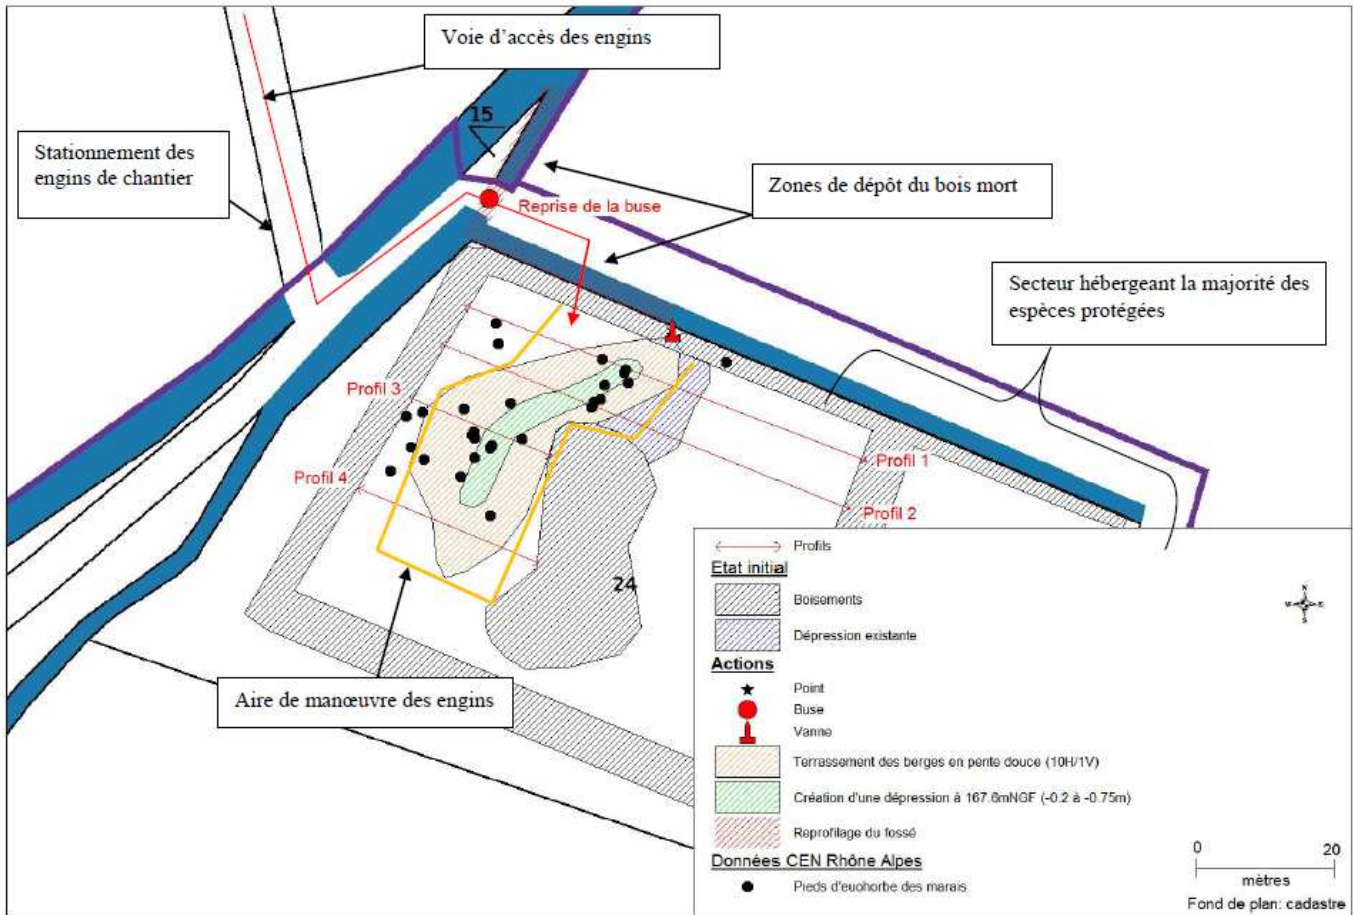 Voie d'accès des engins
15
Stationnement des
engins de chantier
Zones de dépôt du bois mort
Reprise de la buse
Secteur hébergeant la majorité des
espèces protégées
Profil 3
Profil 1
Profil 4
Profil 2
24
Aire de manœuvre des engins
Profils
Etat initial
Boisements
Dépression existante
Actions
Point
Buse
Vanne
Terrassement des berges en pente douce (10H/1V)
Création d'une dépression à 167.6mNGF (-0.2 à -0.75m)
Reprofilage du fossé
Données CEN Rhône Alpes
Pieds d'euohorbe des marais
N
W E
S
0 20
mètres
Fond de plan: cadastre